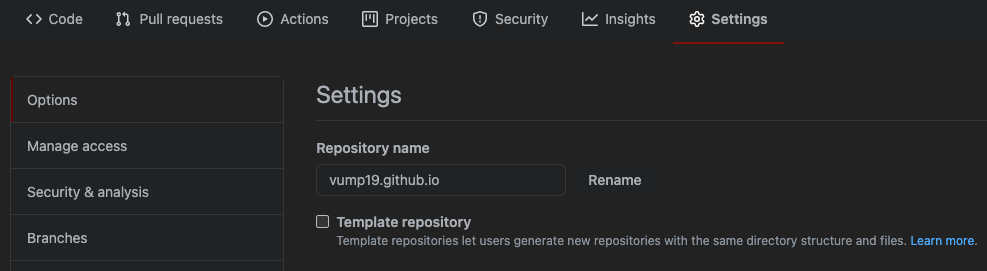 Code Pull requests Actions Projects Security Insights Settings
Options
Manage access
Security & analysis
Branches
Settings
Repository name
vump19.github.io Rename
Template repository
Template repositories let users generate new repositories with the same directory structure and files. Learn more.